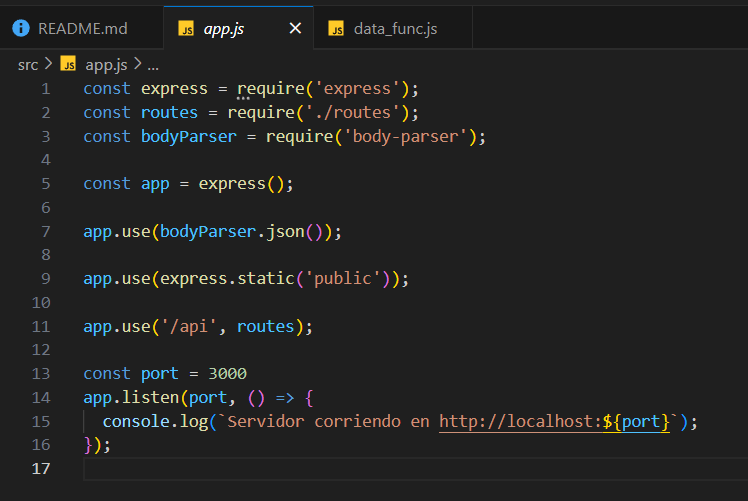 README.md
JS app.js
JS data_func.js
src > JS app.js > ...
1 const express = require('express');
2 const routes = require('./routes');
3 const bodyParser = require('body-parser');
4
5 const app = express();
6
7 app.use(bodyParser.json());
8
9 app.use(express.static('public'));
10
11 app.use('/api', routes);
12
13 const port = 3000
14 app.listen(port, () => {
15   console.log(`Servidor corriendo en http://localhost:${port}`);
16 });
17